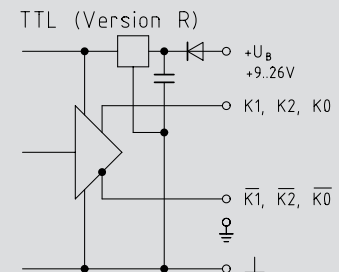 TTL (Version R)
+U_B
+9..26V
K1, K2, K0
K̅1̅, K̅2̅, K̅0̅